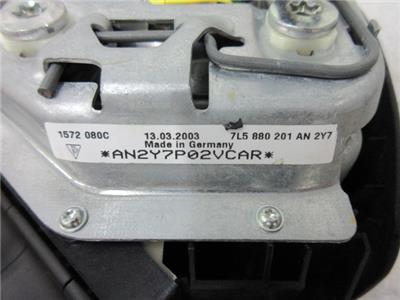 1572 080C 13.03.2003 7L5 880 201 AN 2Y7
Made in Germany
*AN2Y7P02VCAR*